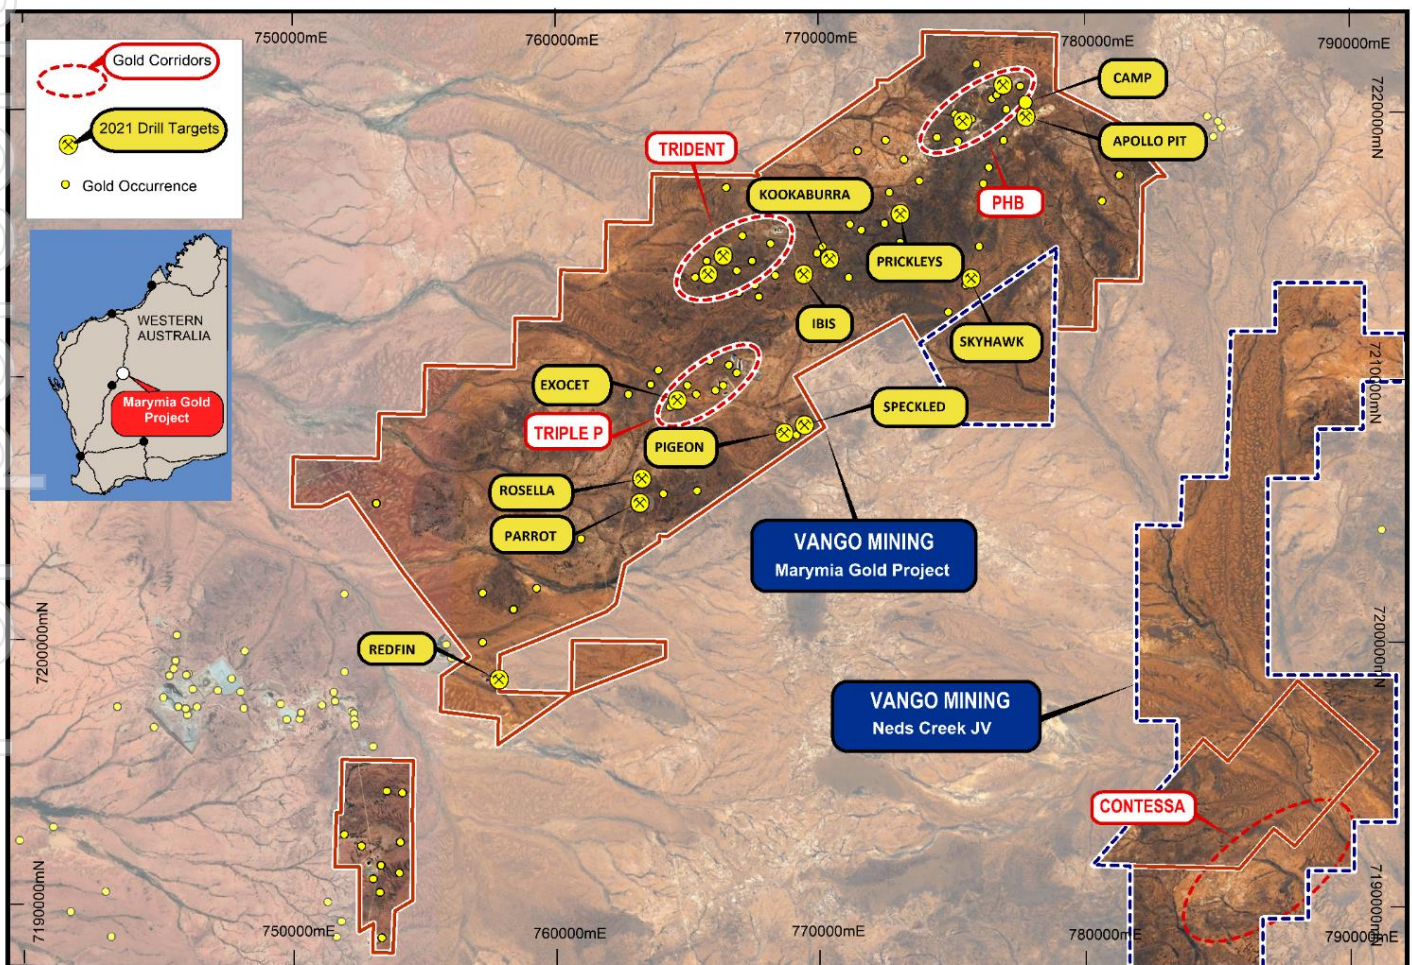 750000mE
760000mE
770000mE
780000mE
790000mE
Gold Corridors
2021 Drill Targets
Gold Occurrence
WESTERN
AUSTRALIA
Marymia Gold
Project
CAMP
7220000mN
APOLLO PIT
TRIDENT
KOOKABURRA
PHB
PRICKLEYS
IBIS
SKYHAWK
7210000mN
EXOCET
SPECKLED
TRIPLE P
PIGEON
ROSELLA
PARROT
VANGO MINING
Marymia Gold Project
7200000mN
REDFIN
7200000mN
VANGO MINING
Neds Creek JV
CONTESSA
7190000mN
7190000mN
750000mE
760000mE
770000mE
780000mE
790000mE